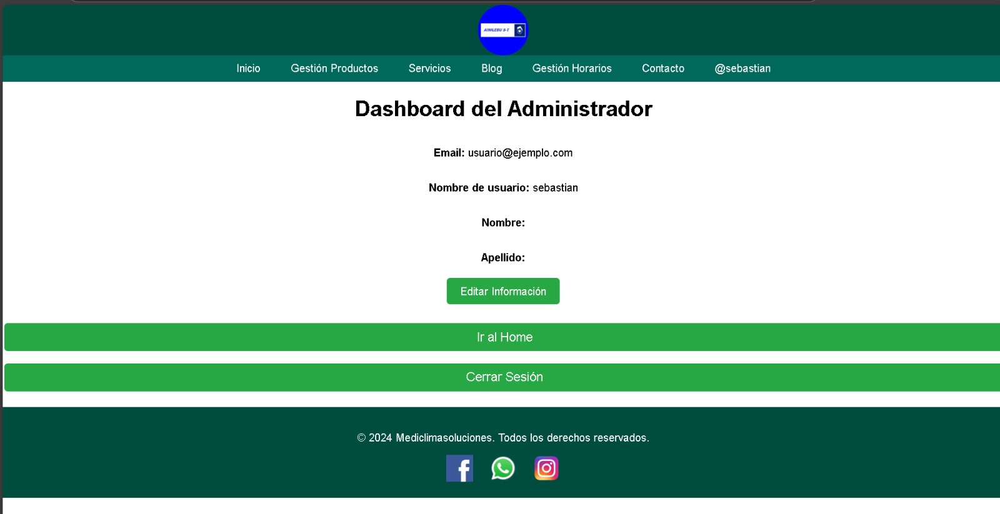 AINILEBU S-T
Inicio Gestión Productos Servicios Blog Gestión Horarios Contacto @sebastian
Dashboard del Administrador
Email: usuario@ejemplo.com
Nombre de usuario: sebastian
Nombre:
Apellido:
Editar Información
Ir al Home
Cerrar Sesión
© 2024 Mediclimasoluciones. Todos los derechos reservados.